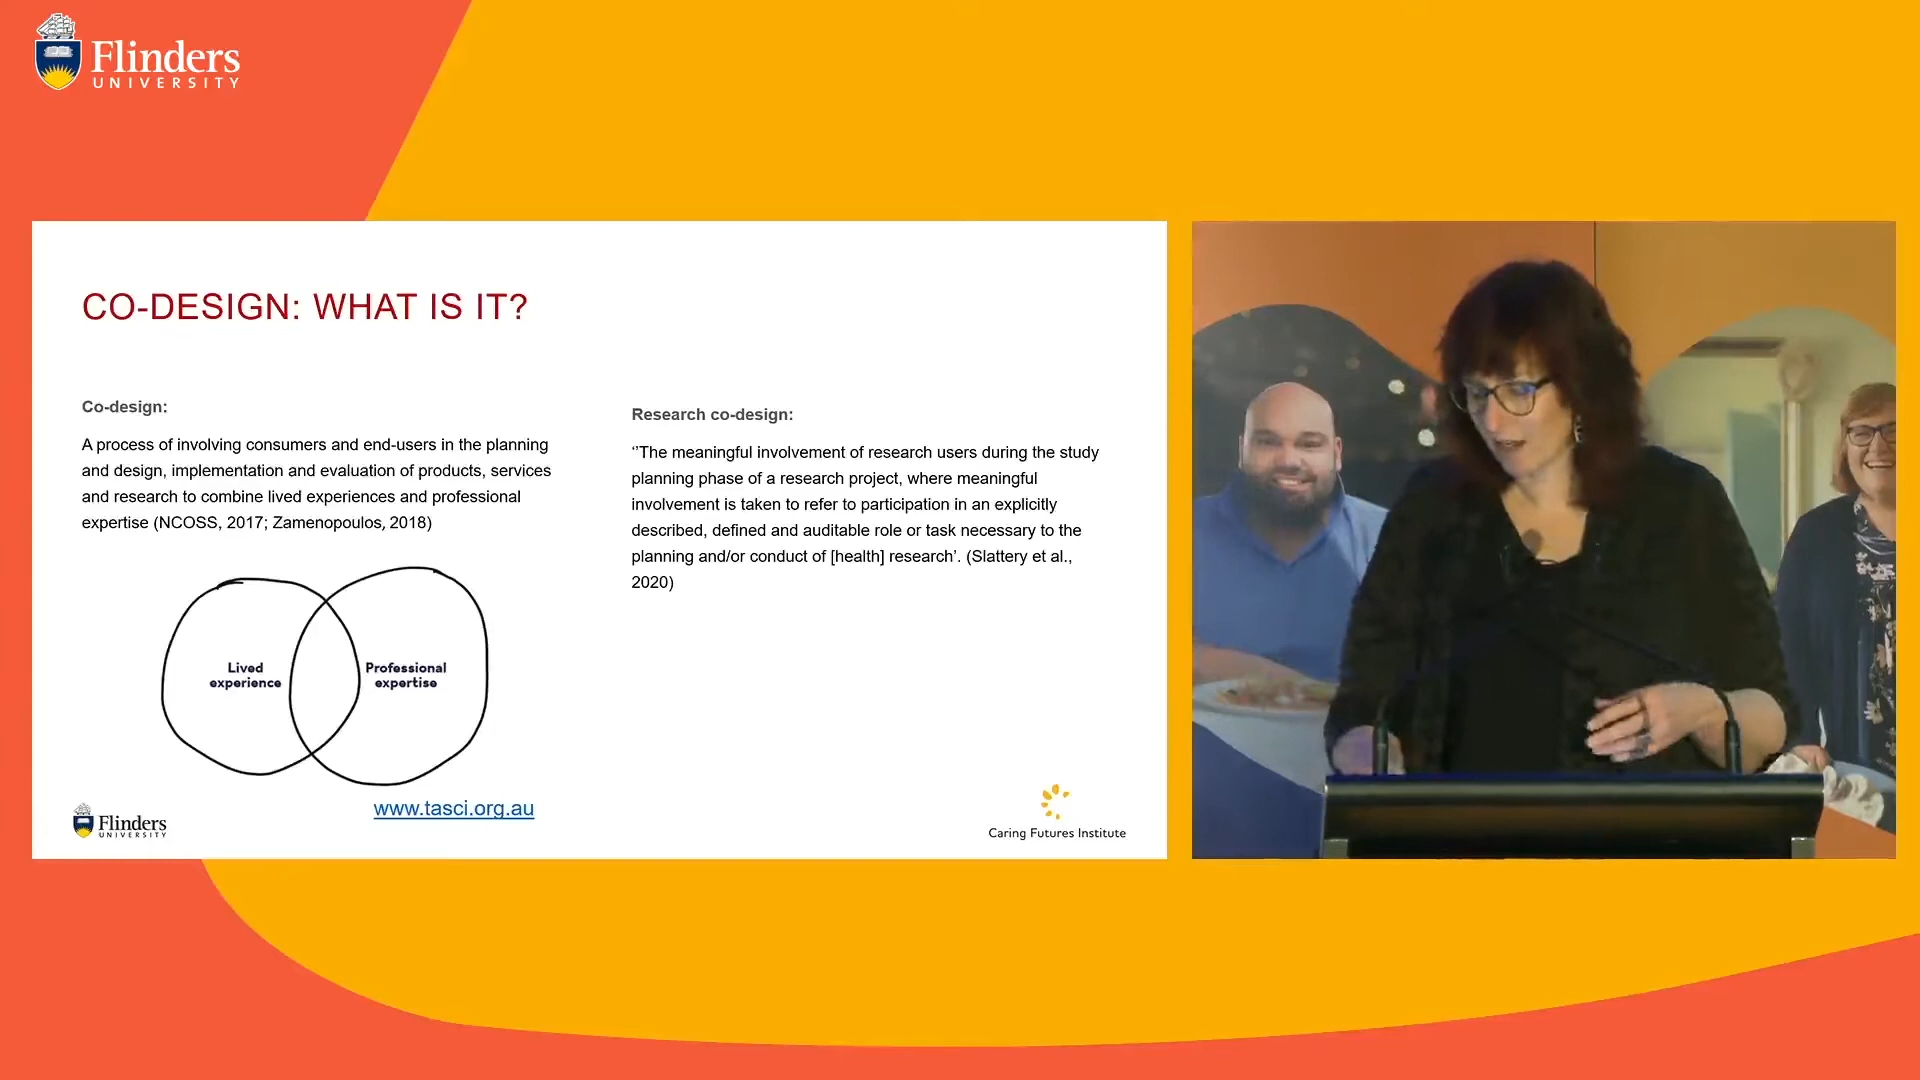 Flinders
UNIVERSITY
CO-DESIGN: WHAT IS IT?
Co-design:
A process of involving consumers and end-users in the planning
and design, implementation and evaluation of products, services
and research to combine lived experiences and professional
expertise (NCOSS, 2017; Zamenopoulos, 2018)
Lived
experience
Professional
expertise
www.tasci.org.au
Flinders
UNIVERSITY
Research co-design:
‘’The meaningful involvement of research users during the study
planning phase of a research project, where meaningful
involvement is taken to refer to participation in an explicitly
described, defined and auditable role or task necessary to the
planning and/or conduct of [health] research’. (Slattery et al.,
2020)
Caring Futures Institute